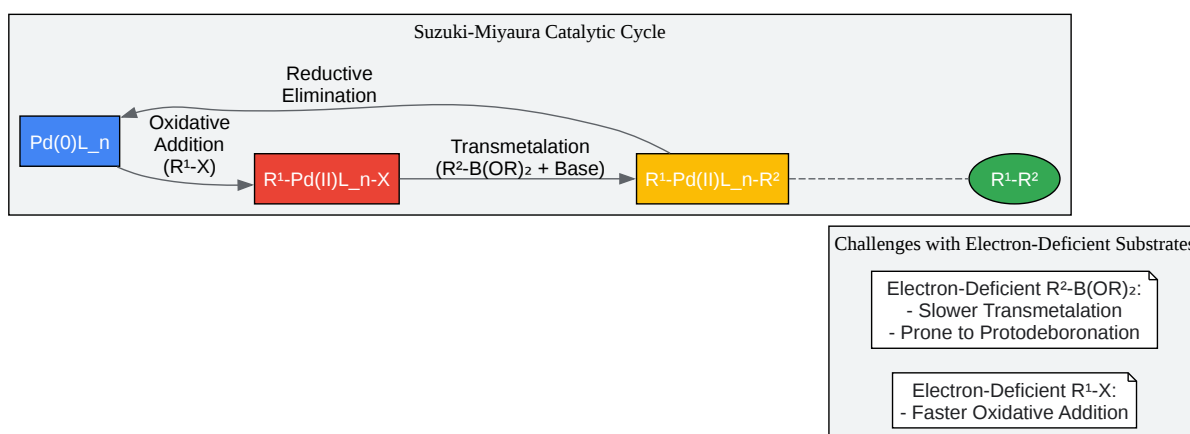 Suzuki-Miyaura Catalytic Cycle
Reductive
Elimination
Pd(0)L_n
Oxidative
Addition
(R¹-X)
R¹-Pd(II)L_n-X
Transmetalation
(R²-B(OR)₂ + Base)
R¹-Pd(II)L_n-R²
R¹-R²
Challenges with Electron-Deficient Substrates
Electron-Deficient R²-B(OR)₂:
- Slower Transmetalation
- Prone to Protodeboronation
Electron-Deficient R¹-X:
- Faster Oxidative Addition